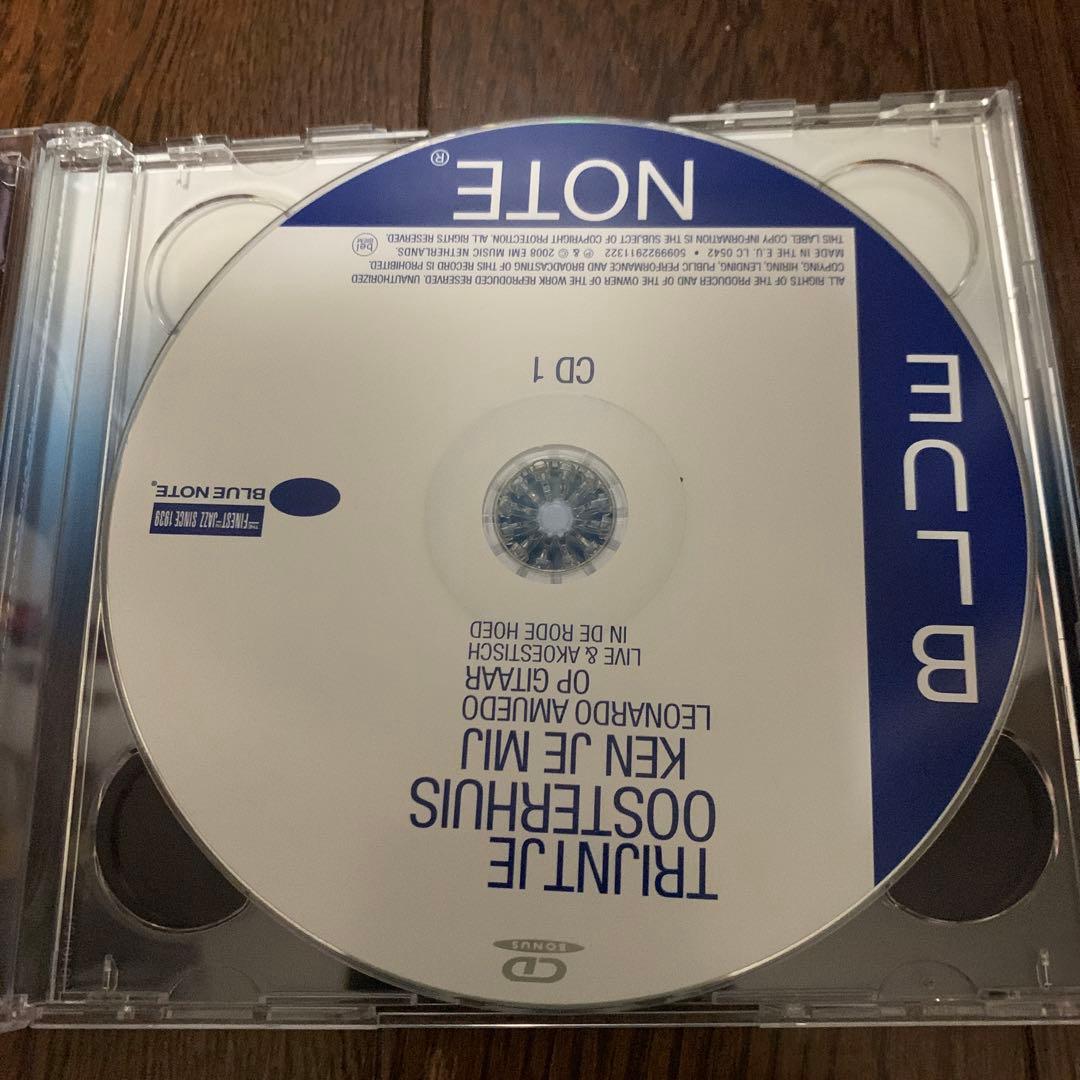 CD
BONUS
TRIJNTJE
OOSTERHUIS
KEN JE MIJ
LEONARDO AMUEDO
OP GITAAR
LIVE & AKOESTISCH
IN DE RODE HOED
BLUE
THE FINEST IN JAZZ SINCE 1939
BLUE NOTE®
CD 1
ALL RIGHTS OF THE PRODUCER AND OF THE OWNER OF THE WORK REPRODUCED RESERVED. UNAUTHORIZED
COPYING, HIRING, LENDING, PUBLIC PERFORMANCE AND BROADCASTING OF THIS RECORD IS PROHIBITED.
MADE IN THE E.U. LC 0542 • 5099922911322 ℗ & © 2008 EMI MUSIC NETHERLANDS.
THIS LABEL COPY INFORMATION IS THE SUBJECT OF COPYRIGHT PROTECTION. ALL RIGHTS RESERVED.
NOTE®